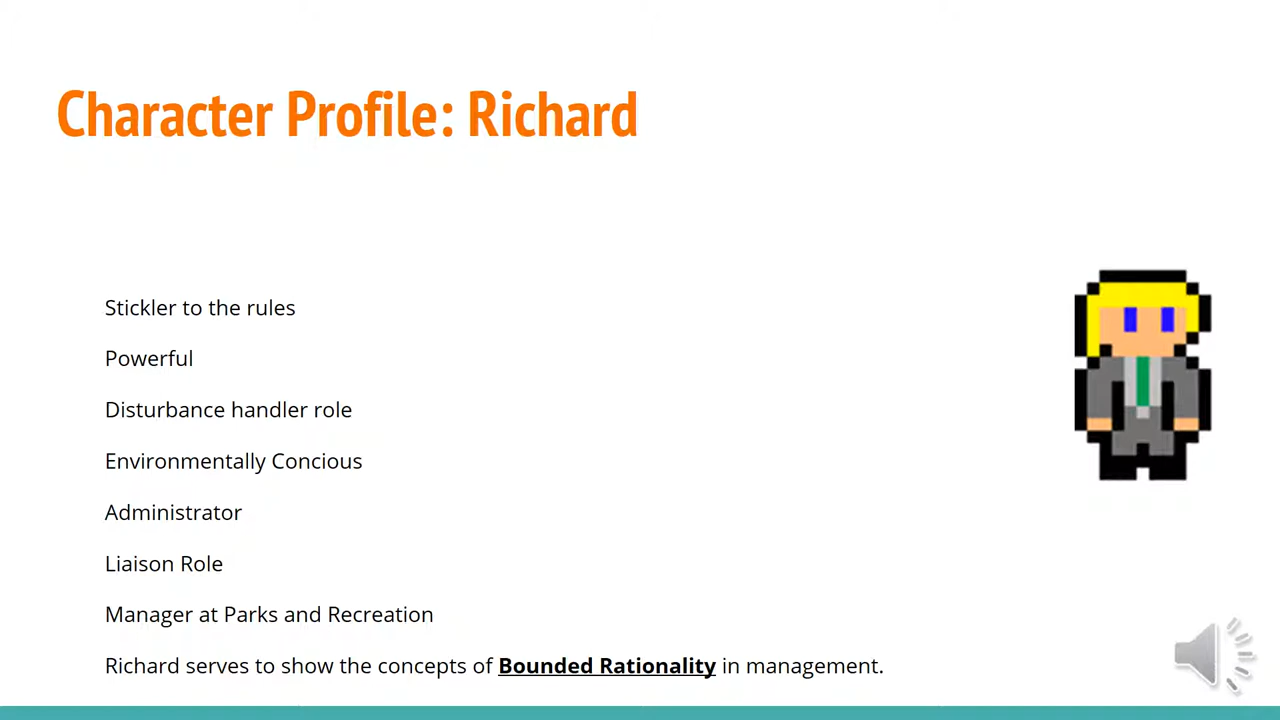 Character Profile: Richard
Stickler to the rules
Powerful
Disturbance handler role
Environmentally Concious
Administrator
Liaison Role
Manager at Parks and Recreation
Richard serves to show the concepts of Bounded Rationality in management.